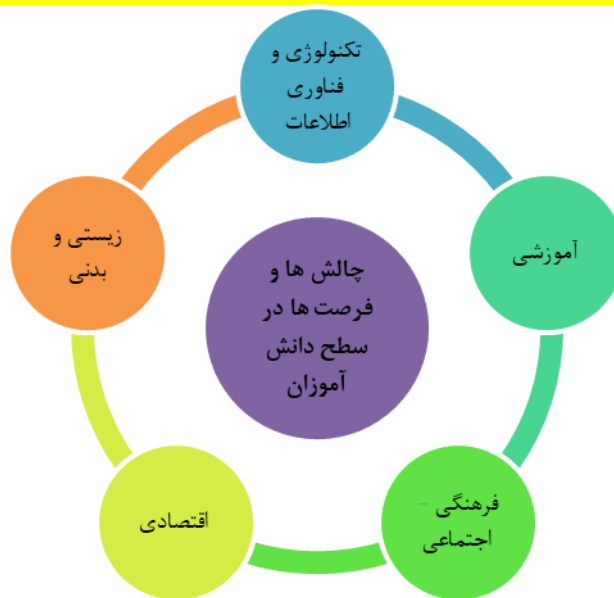 تکنولوژی و
فناوری
اطلاعات
آموزشی
فرهنگی –
اجتماعی
اقتصادی
زیستی و
بدنی
چالش ها و
فرصت ها در
سطح دانش
آموزان